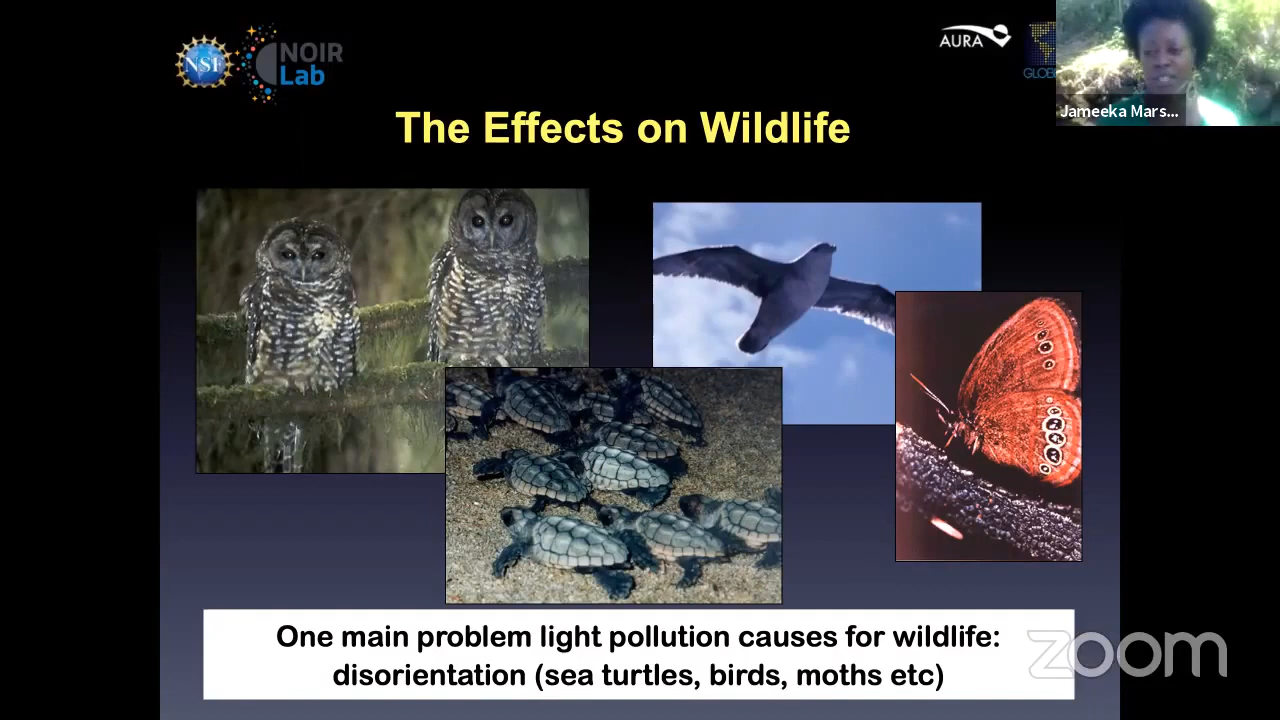 NSF
NOIR
Lab
AURA
Jameeka Mars...
The Effects on Wildlife
One main problem light pollution causes for wildlife:
disorientation (sea turtles, birds, moths etc)
zoom